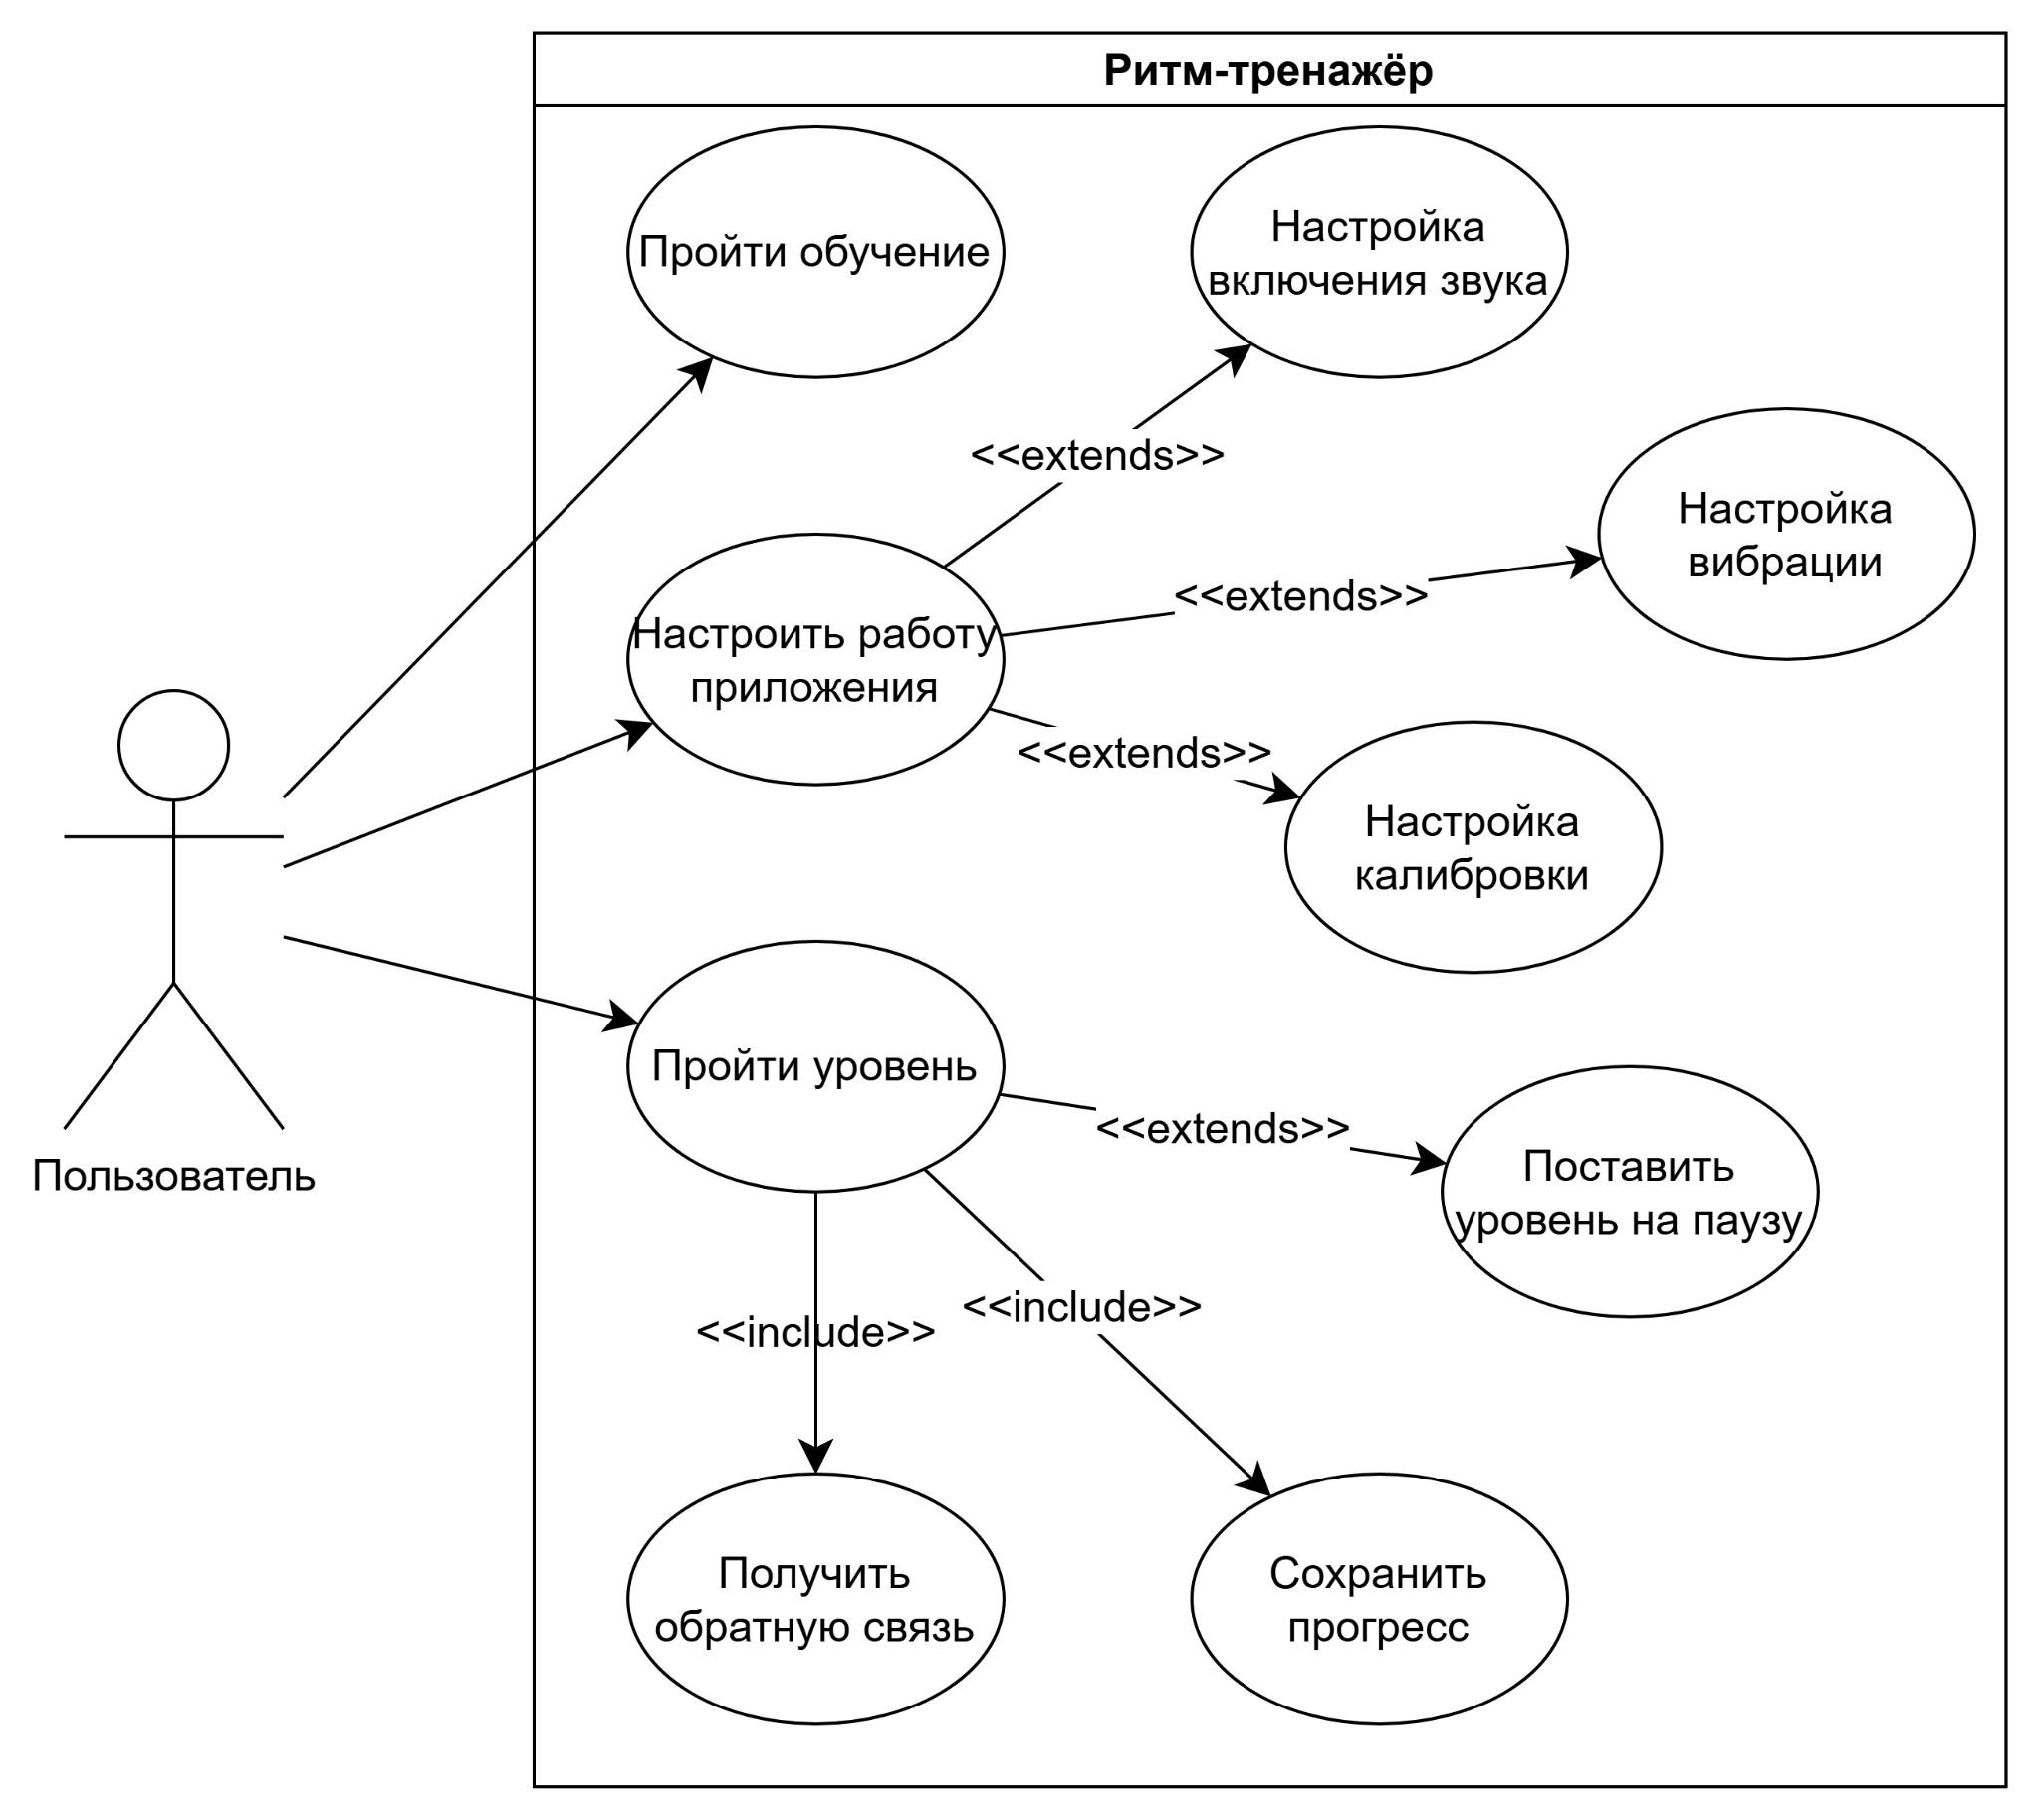 Ритм-тренажёр
Пройти обучение
Настройка
включения звука
<<extends>>
Настройка
вибрации
<<extends>>
Настроить работу
приложения
<<extends>>
Настройка
калибровки
Пройти уровень
<<extends>>
Поставить
уровень на паузу
Пользователь
<<include>>
<<include>>
Получить
обратную связь
Сохранить
прогресс